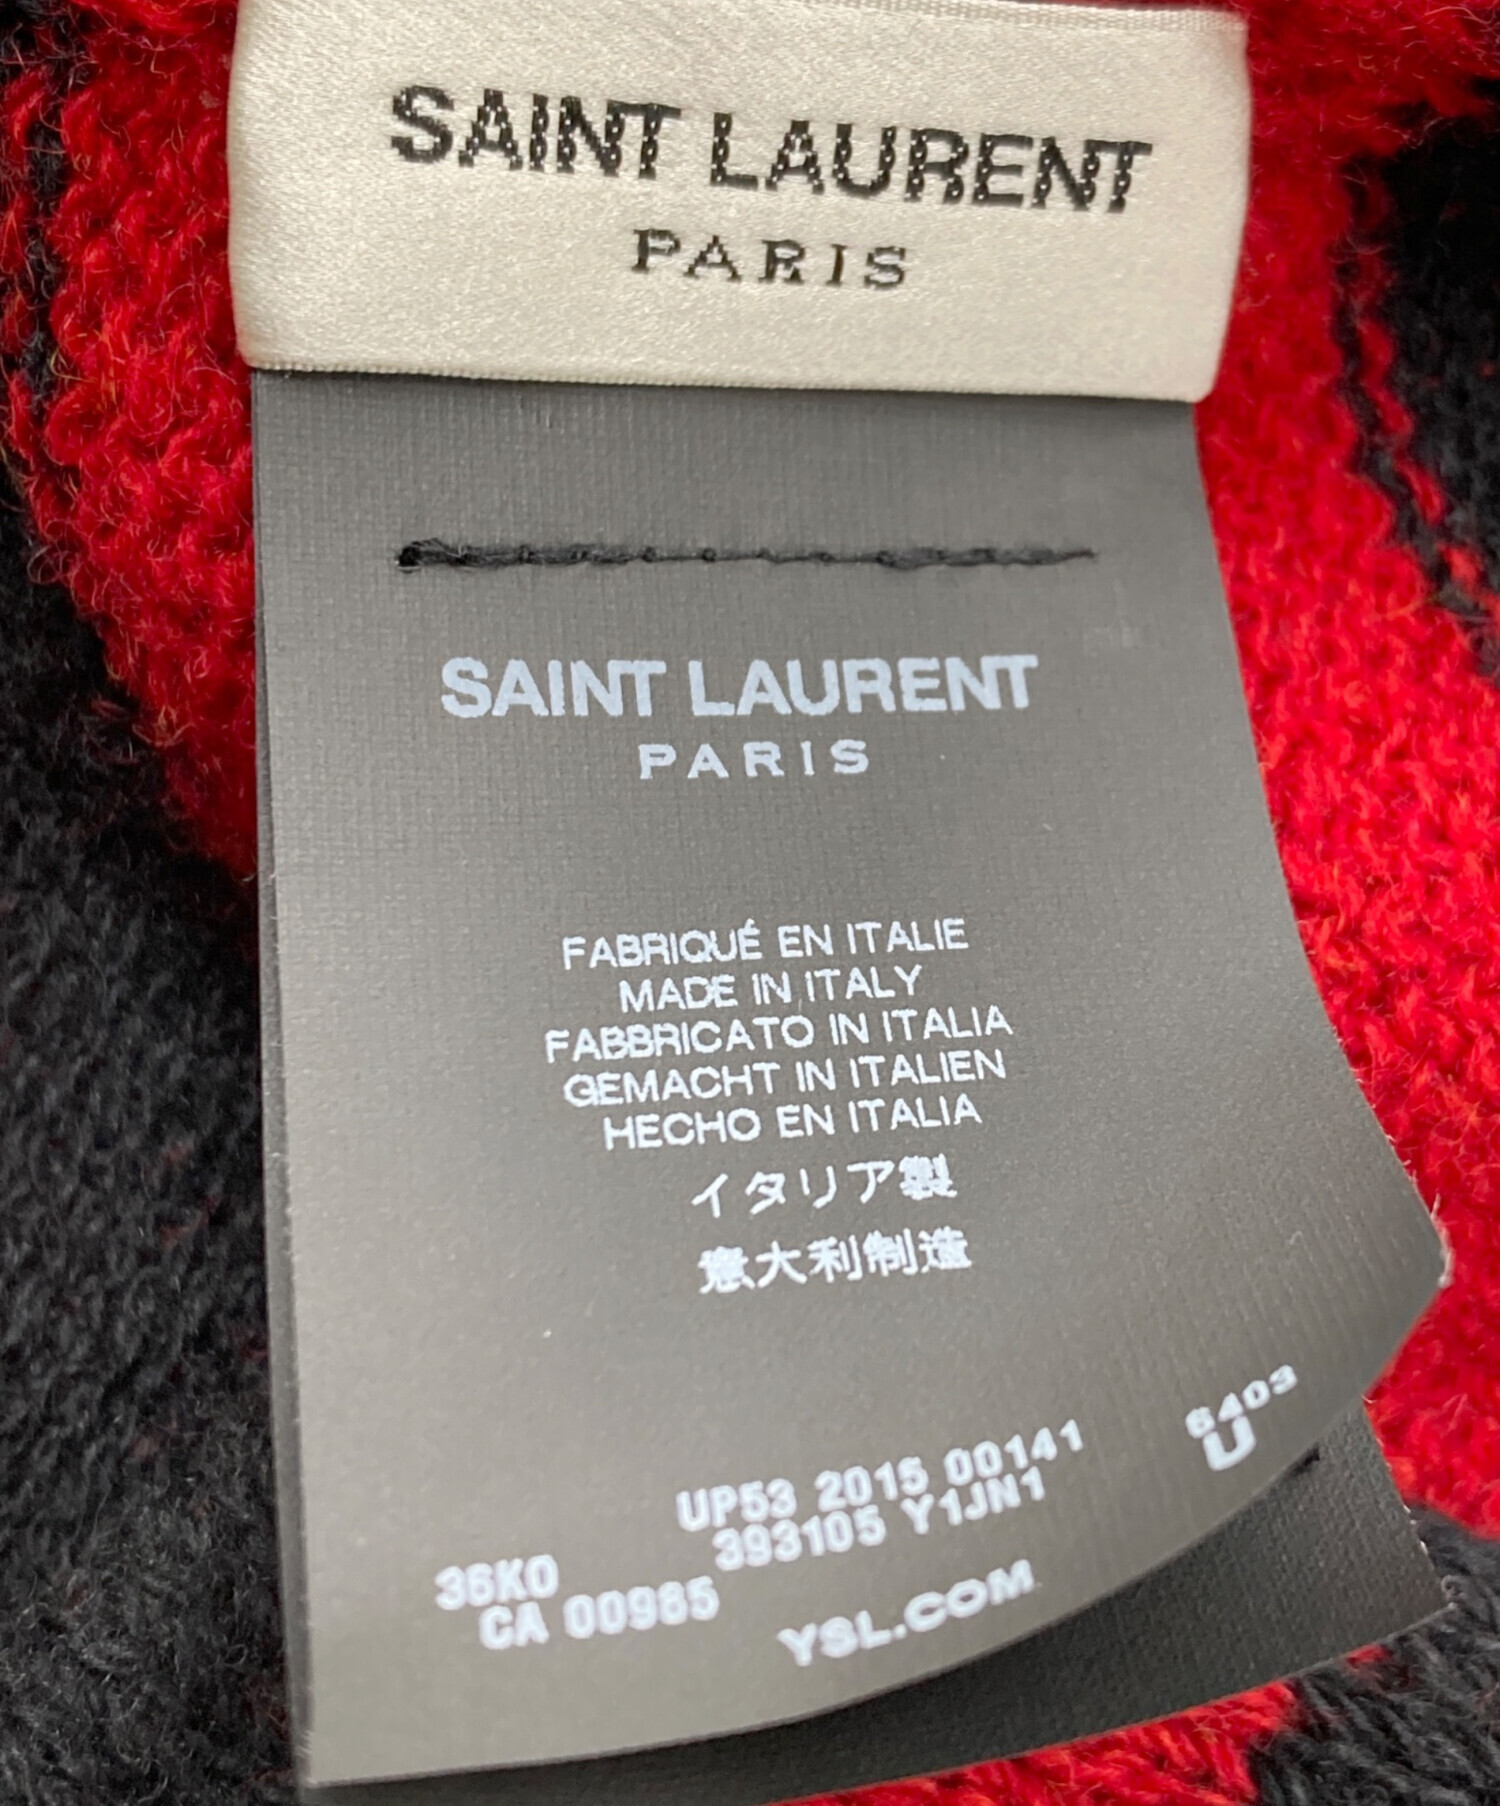 SAINT LAURENT
PARIS
SAINT LAURENT
PARIS
FABRIQUÉ EN ITALIE
MADE IN ITALY
FABBRICATO IN ITALIA
GEMACHT IN ITALIEN
HECHO EN ITALIA
イタリア製
意大利制造
6403
U
UP53 2015 00141
393105 Y1JN1
36K0
CA 00985
YSL.COM